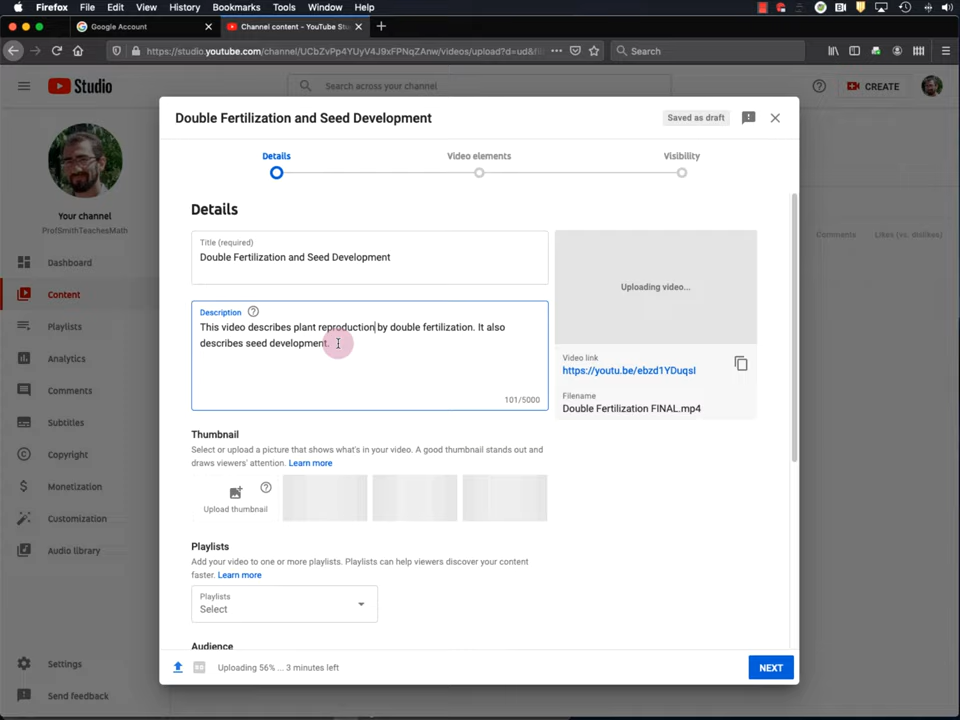 Firefox File Edit View History Bookmarks Tools Window Help
Google Account
Channel content - YouTube Stu
https://studio.youtube.com/channel/UCbZvPp4YUyV4J9xFPNqZAnw/videos/upload?d=ud&fil
Search
Studio
Search across your channel
CREATE
Your channel
ProfSmithTeachesMath
Dashboard
Content
Playlists
Analytics
Comments
Subtitles
Copyright
Monetization
Customization
Audio library
Settings
Send feedback
Comments Likes (vs. dislikes)
Double Fertilization and Seed Development
Saved as draft
Details
Video elements
Visibility
Details
Title (required)
Double Fertilization and Seed Development
Description
This video describes plant reproduction by double fertilization. It also
describes seed development.
101/5000
Uploading video...
Video link
https://youtu.be/ebzd1YDuqsI
Filename
Double Fertilization FINAL.mp4
Thumbnail
Select or upload a picture that shows what's in your video. A good thumbnail stands out and
draws viewers' attention. Learn more
Upload thumbnail
Playlists
Add your video to one or more playlists. Playlists can help viewers discover your content
faster. Learn more
Playlists
Select
Audience
Uploading 56% ... 3 minutes left
NEXT